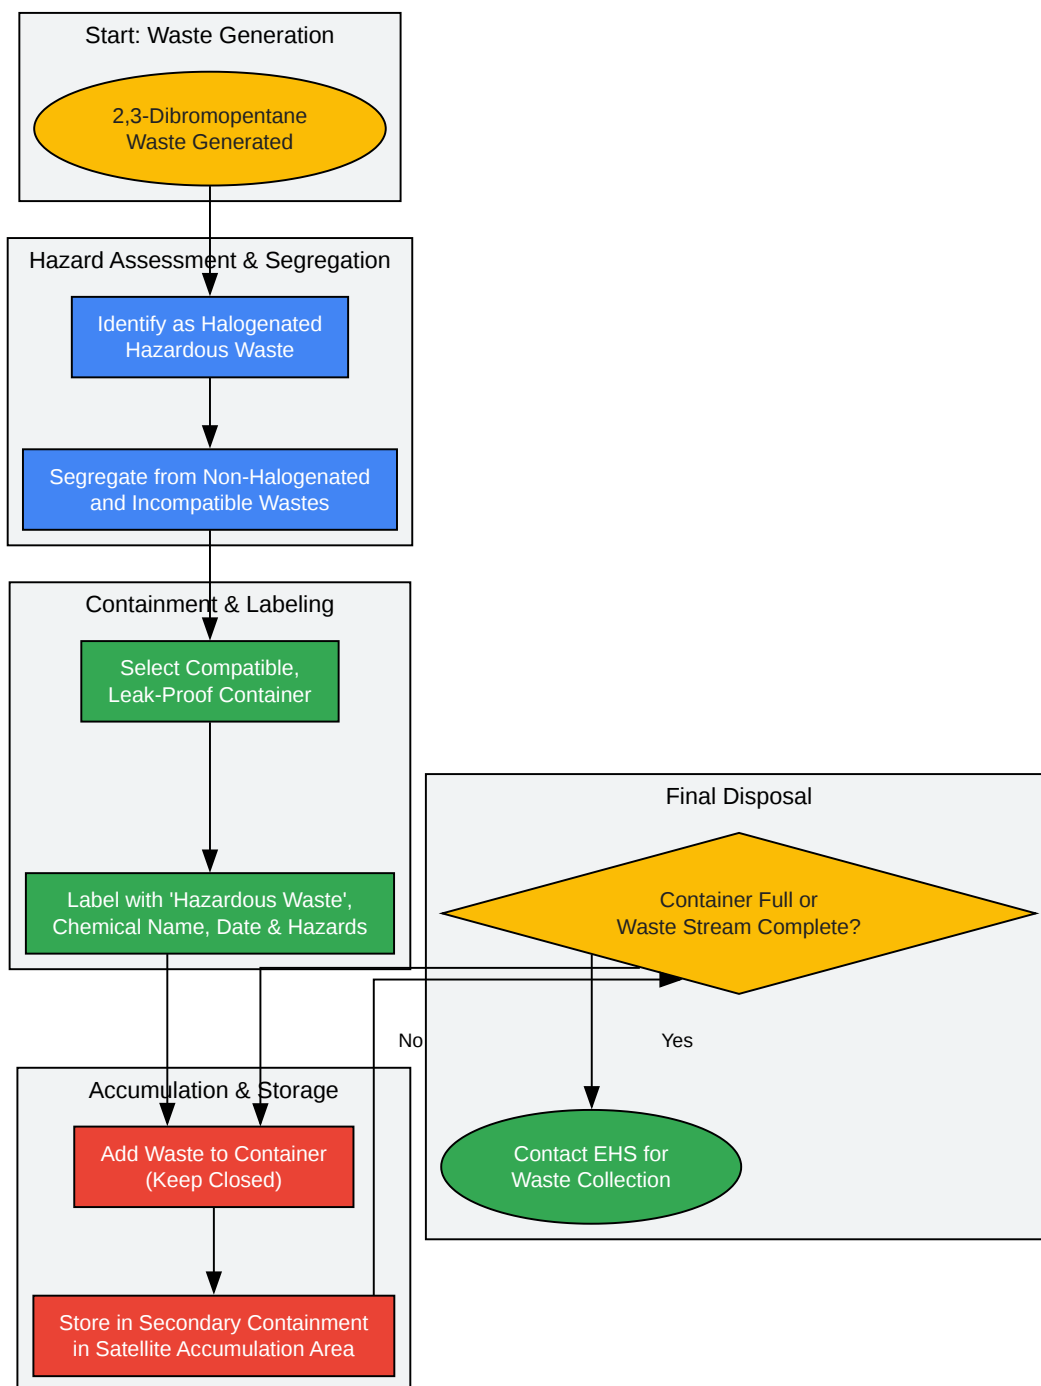 Start: Waste Generation
2,3-Dibromopentane
Waste Generated
Hazard Assessment & Segregation
Identify as Halogenated
Hazardous Waste
Segregate from Non-Halogenated
and Incompatible Wastes
Containment & Labeling
Select Compatible,
Leak-Proof Container
Label with 'Hazardous Waste',
Chemical Name, Date & Hazards
Final Disposal
Container Full or
Waste Stream Complete?
No
Yes
Accumulation & Storage
Add Waste to Container
(Keep Closed)
Store in Secondary Containment
in Satellite Accumulation Area
Contact EHS for
Waste Collection